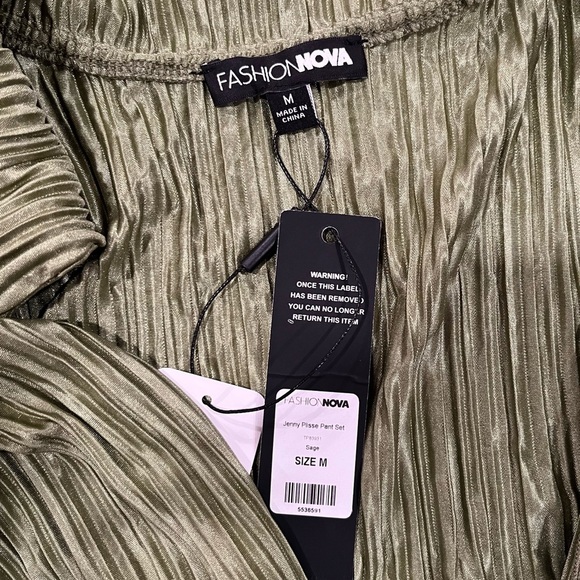 FASHIONNOVA
M
MADE IN
CHINA
WARNING!
ONCE THIS LABEL
HAS BEEN REMOVED
YOU CAN NO LONGER
RETURN THIS ITEM
FASHIONNOVA
Jenny Plisse Pant Set
Sage
SIZE M
5536591